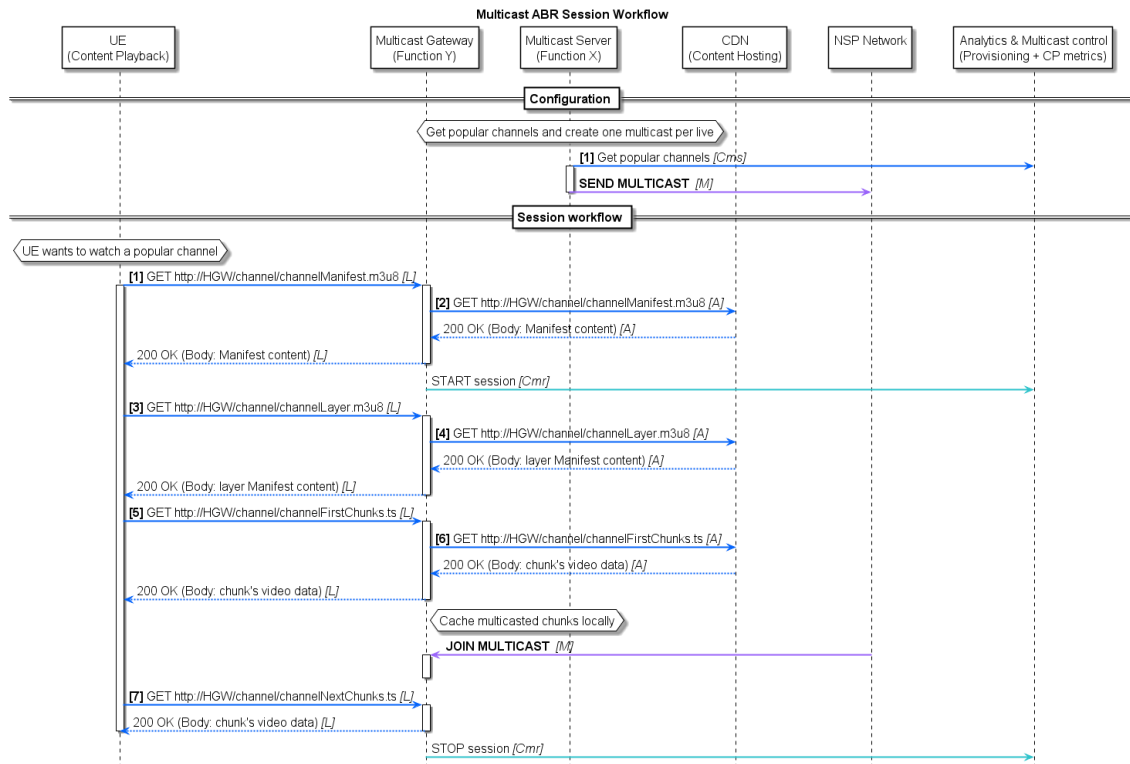 Multicast ABR Session Workflow
UE
(Content Playback)
Multicast Gateway
(Function Y)
Multicast Server
(Function X)
CDN
(Content Hosting)
NSP Network
Analytics & Multicast control
(Provisioning + CP metrics)
Configuration
Get popular channels and create one multicast per live
[1] Get popular channels [Cms]
SEND MULTICAST [M]
Session workflow
UE wants to watch a popular channel
[1] GET http://HGW/channel/channelManifest.m3u8 [L]
[2] GET http://HGW/channel/channelManifest.m3u8 [A]
200 OK (Body: Manifest content) [A]
200 OK (Body: Manifest content) [L]
START session [Cmr]
[3] GET http://HGW/channel/channelLayer.m3u8 [L]
[4] GET http://HGW/channel/channelLayer.m3u8 [A]
200 OK (Body: layer Manifest content) [A]
200 OK (Body: layer Manifest content) [L]
[5] GET http://HGW/channel/channelFirstChunks.ts [L]
[6] GET http://HGW/channel/channelFirstChunks.ts [A]
200 OK (Body: chunk's video data) [A]
200 OK (Body: chunk's video data) [L]
Cache multicasted chunks locally
JOIN MULTICAST [M]
[7] GET http://HGW/channel/channelNextChunks.ts [L]
200 OK (Body: chunk's video data) [L]
STOP session [Cmr]